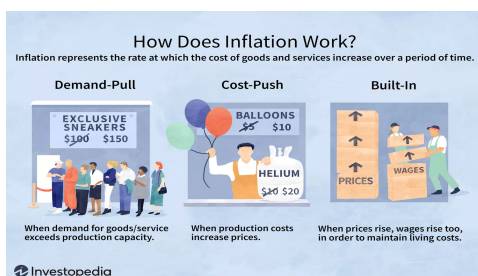 How Does Inflation Work?
Inflation represents the rate at which the cost of goods and services increase over a period of time.
Demand-Pull
EXCLUSIVE
SNEAKERS
$100 $150
When demand for goods/service
exceeds production capacity.
Cost-Push
BALLOONS
$5 $10
HELIUM
$10 $20
When production costs
increase prices.
Built-In
PRICES
WAGES
When prices rise, wages rise too,
in order to maintain living costs.
Investopedia